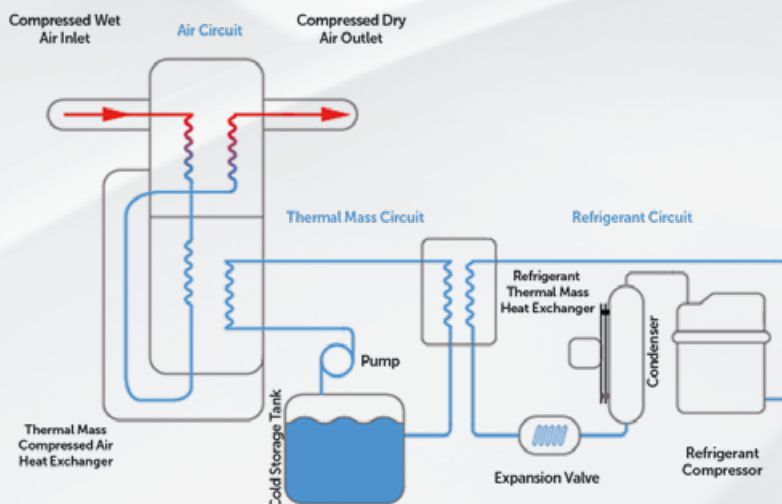 Compressed Wet
Air Inlet
Air Circuit
Compressed Dry
Air Outlet
Thermal Mass Circuit
Refrigerant Circuit
Refrigerant
Thermal Mass
Heat Exchanger
Condenser
Pump
Cold Storage Tank
Thermal Mass
Compressed Air
Heat Exchanger
Expansion Valve
Refrigerant
Compressor